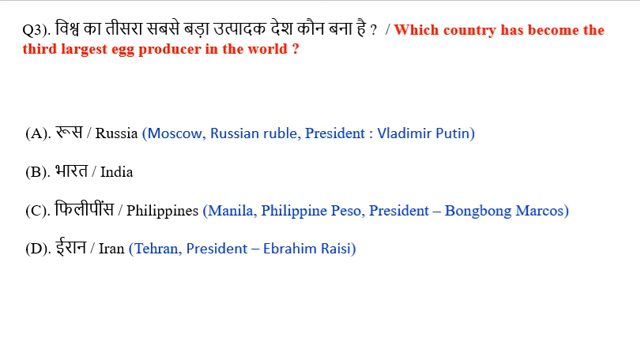 Q3). विश्व का तीसरा सबसे बड़ा उत्पादक देश कौन बना है ? / Which country has become the
third largest egg producer in the world ?
(A). रूस / Russia (Moscow, Russian ruble, President : Vladimir Putin)
(B). भारत / India
(C). फिलीपींस / Philippines (Manila, Philippine Peso, President – Bongbong Marcos)
(D). ईरान / Iran (Tehran, President – Ebrahim Raisi)